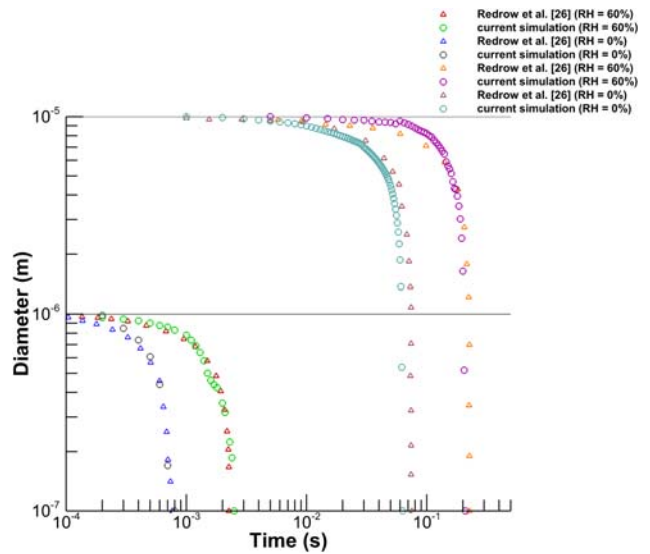 Redrow et al. [26] (RH = 60%)
current simulation (RH = 60%)
Redrow et al. [26] (RH = 0%)
current simulation (RH = 0%)
Redrow et al. [26] (RH = 60%)
current simulation (RH = 60%)
Redrow et al. [26] (RH = 0%)
current simulation (RH = 0%)
10⁻⁵
10⁻⁶
10⁻⁷
Diameter (m)
10⁻⁴ 10⁻³ 10⁻² 10⁻¹
Time (s)